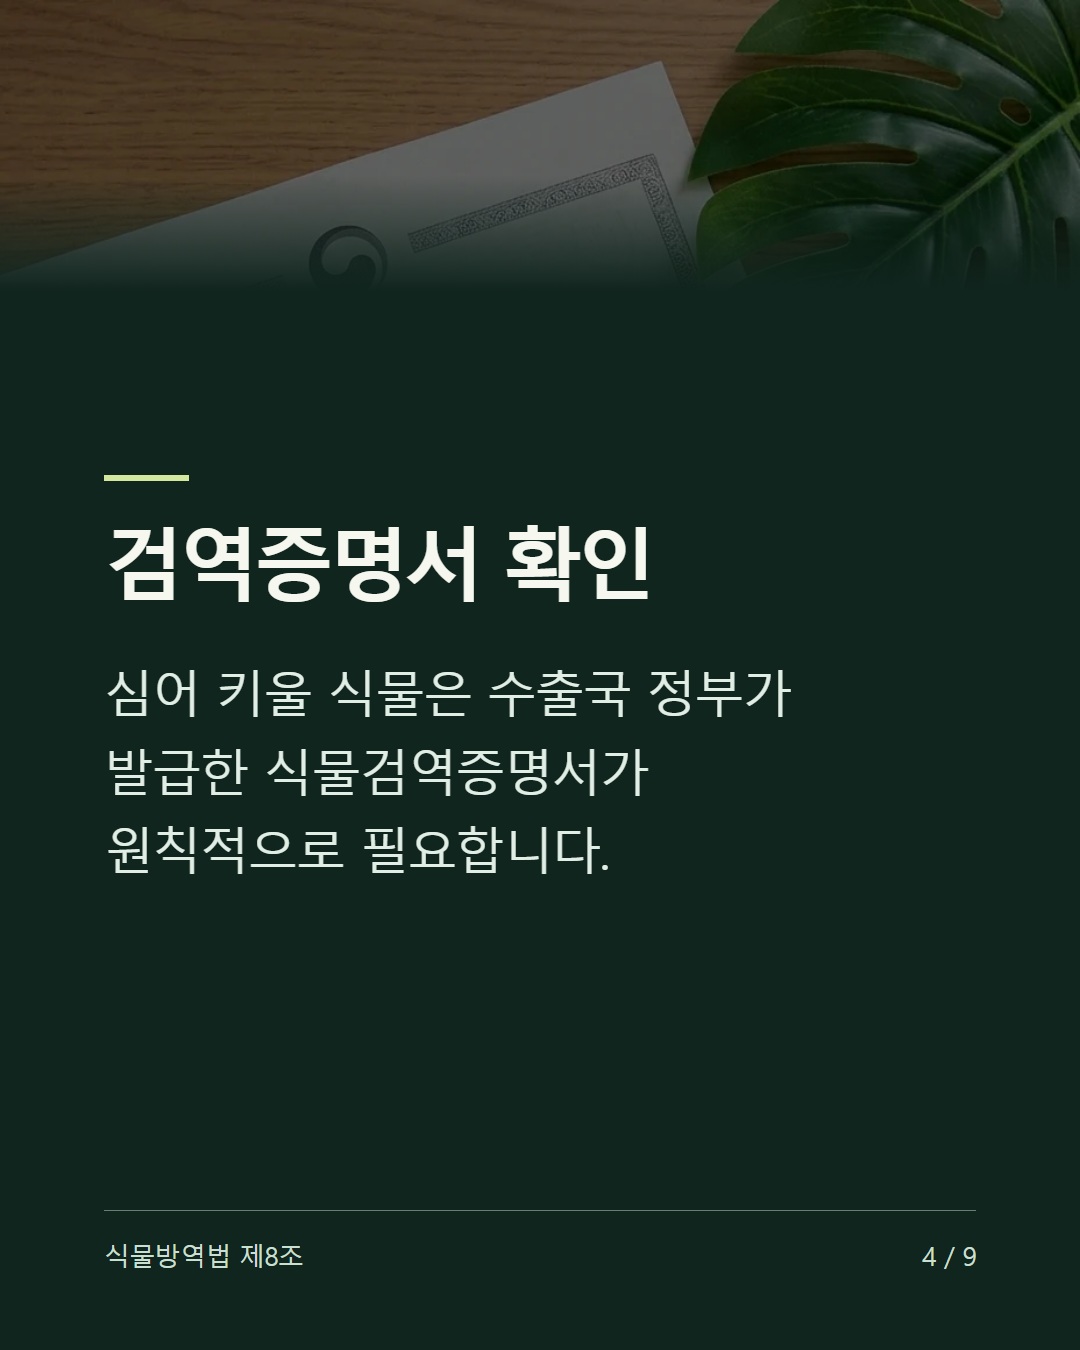 검역증명서 확인
심어 키울 식물은 수출국 정부가
발급한 식물검역증명서가
원칙적으로 필요합니다.
식물방역법 제8조
4 / 9